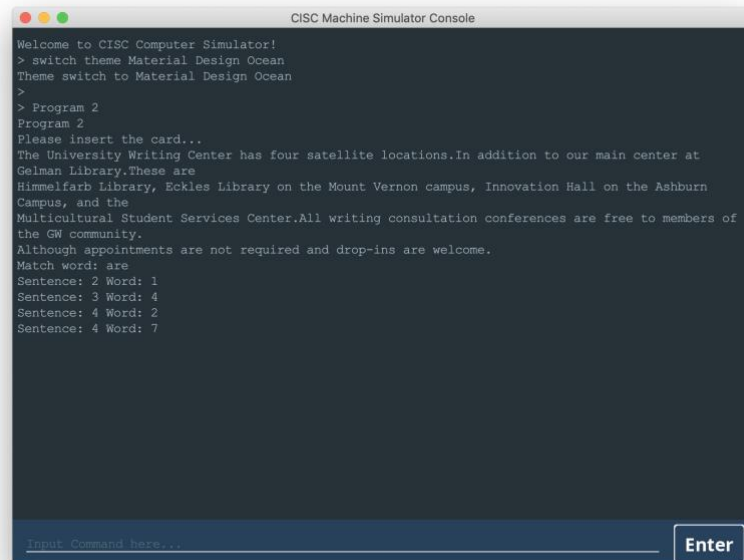 CISC Machine Simulator Console
Welcome to CISC Computer Simulator!
> switch theme Material Design Ocean
Theme switch to Material Design Ocean
>
> Program 2
Program 2
Please insert the card...
The University Writing Center has four satellite locations.In addition to our main center at
Gelman Library.These are
Himmelfarb Library, Eckles Library on the Mount Vernon campus, Innovation Hall on the Ashburn
Campus, and the
Multicultural Student Services Center.All writing consultation conferences are free to members of
the GW community.
Although appointments are not required and drop-ins are welcome.
Match word: are
Sentence: 2 Word: 1
Sentence: 3 Word: 4
Sentence: 4 Word: 2
Sentence: 4 Word: 7
Input Command here...
Enter